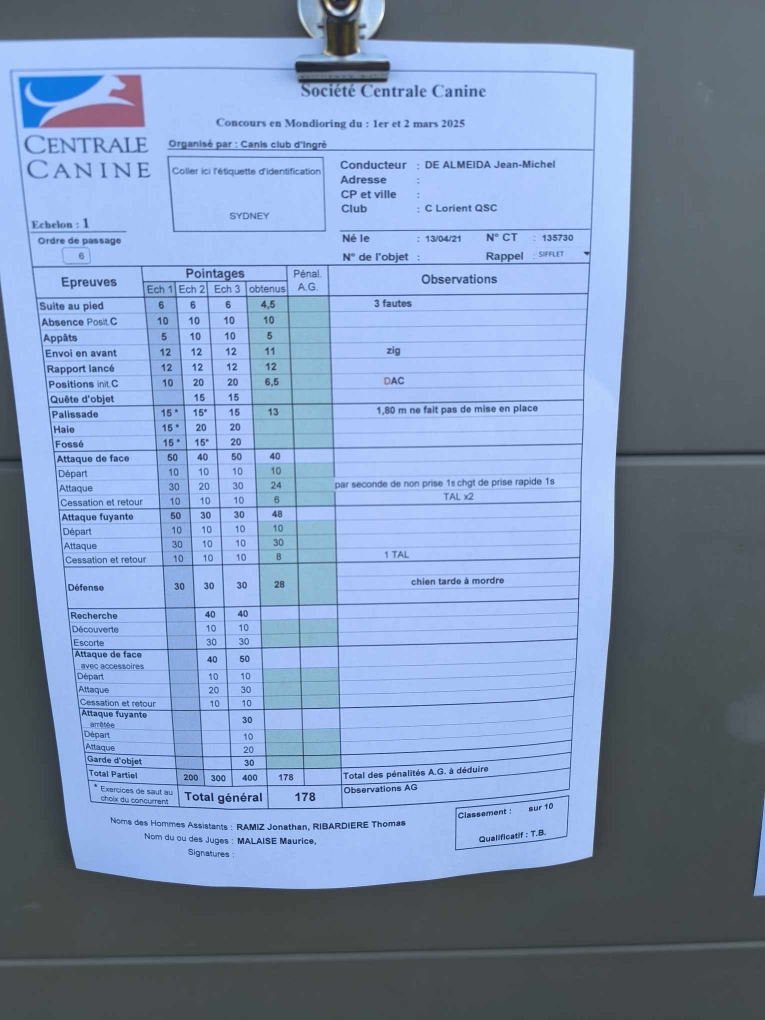 Société Centrale Canine
CENTRALE
CANINE
Concours en Mondioring du : 1er et 2 mars 2025
Organisé par : Canis club d'Ingré
Coller ici l'étiquette d'identification
SYDNEY
Conducteur : DE ALMEIDA Jean-Michel
Adresse :
CP et ville :
Club : C Lorient QSC
Echelon : 1
Ordre de passage
6
Né le : 13/04/21 N° CT : 135730
N° de l'objet : Rappel : SIFFLET
Epreuves Pointages Pénal. A.G. Observations
Ech 1 Ech 2 Ech 3 obtenus
Suite au pied 6 6 6 4,5 3 fautes
Absence Posit.C 10 10 10 10
Appâts 5 10 10 5
Envoi en avant 12 12 12 11 zig
Rapport lancé 12 12 12 12
Positions init.C 10 20 20 6,5 DAC
Quête d'objet 15 15
Palissade 15 * 15* 15 13 1,80 m ne fait pas de mise en place
Haie 15 * 20 20
Fossé 15 * 15* 20
Attaque de face 50 40 50 40
Départ 10 10 10 10
Attaque 30 20 30 24 par seconde de non prise 1s chgt de prise rapide 1s
Cessation et retour 10 10 10 6 TAL x2
Attaque fuyante 50 30 30 48
Départ 10 10 10 10
Attaque 30 10 10 30
Cessation et retour 10 10 10 8 1 TAL
Défense 30 30 30 28 chien tarde à mordre
Recherche 40 40
Découverte 10 10
Escorte 30 30
Attaque de face 40 50
avec accessoires
Départ 10 10
Attaque 20 30
Cessation et retour 10 10
Attaque fuyante 30
arrêtée
Départ 10
Attaque 20
Garde d'objet 30
Total Partiel 200 300 400 178 Total des pénalités A.G. à déduire
* Exercices de saut au
choix du concurrent
Total général 178
Observations AG
Noms des Hommes Assistants : RAMIZ Jonathan, RIBARDIERE Thomas
Nom du ou des Juges : MALAISE Maurice,
Signatures :
Classement : sur 10
Qualificatif : T.B.